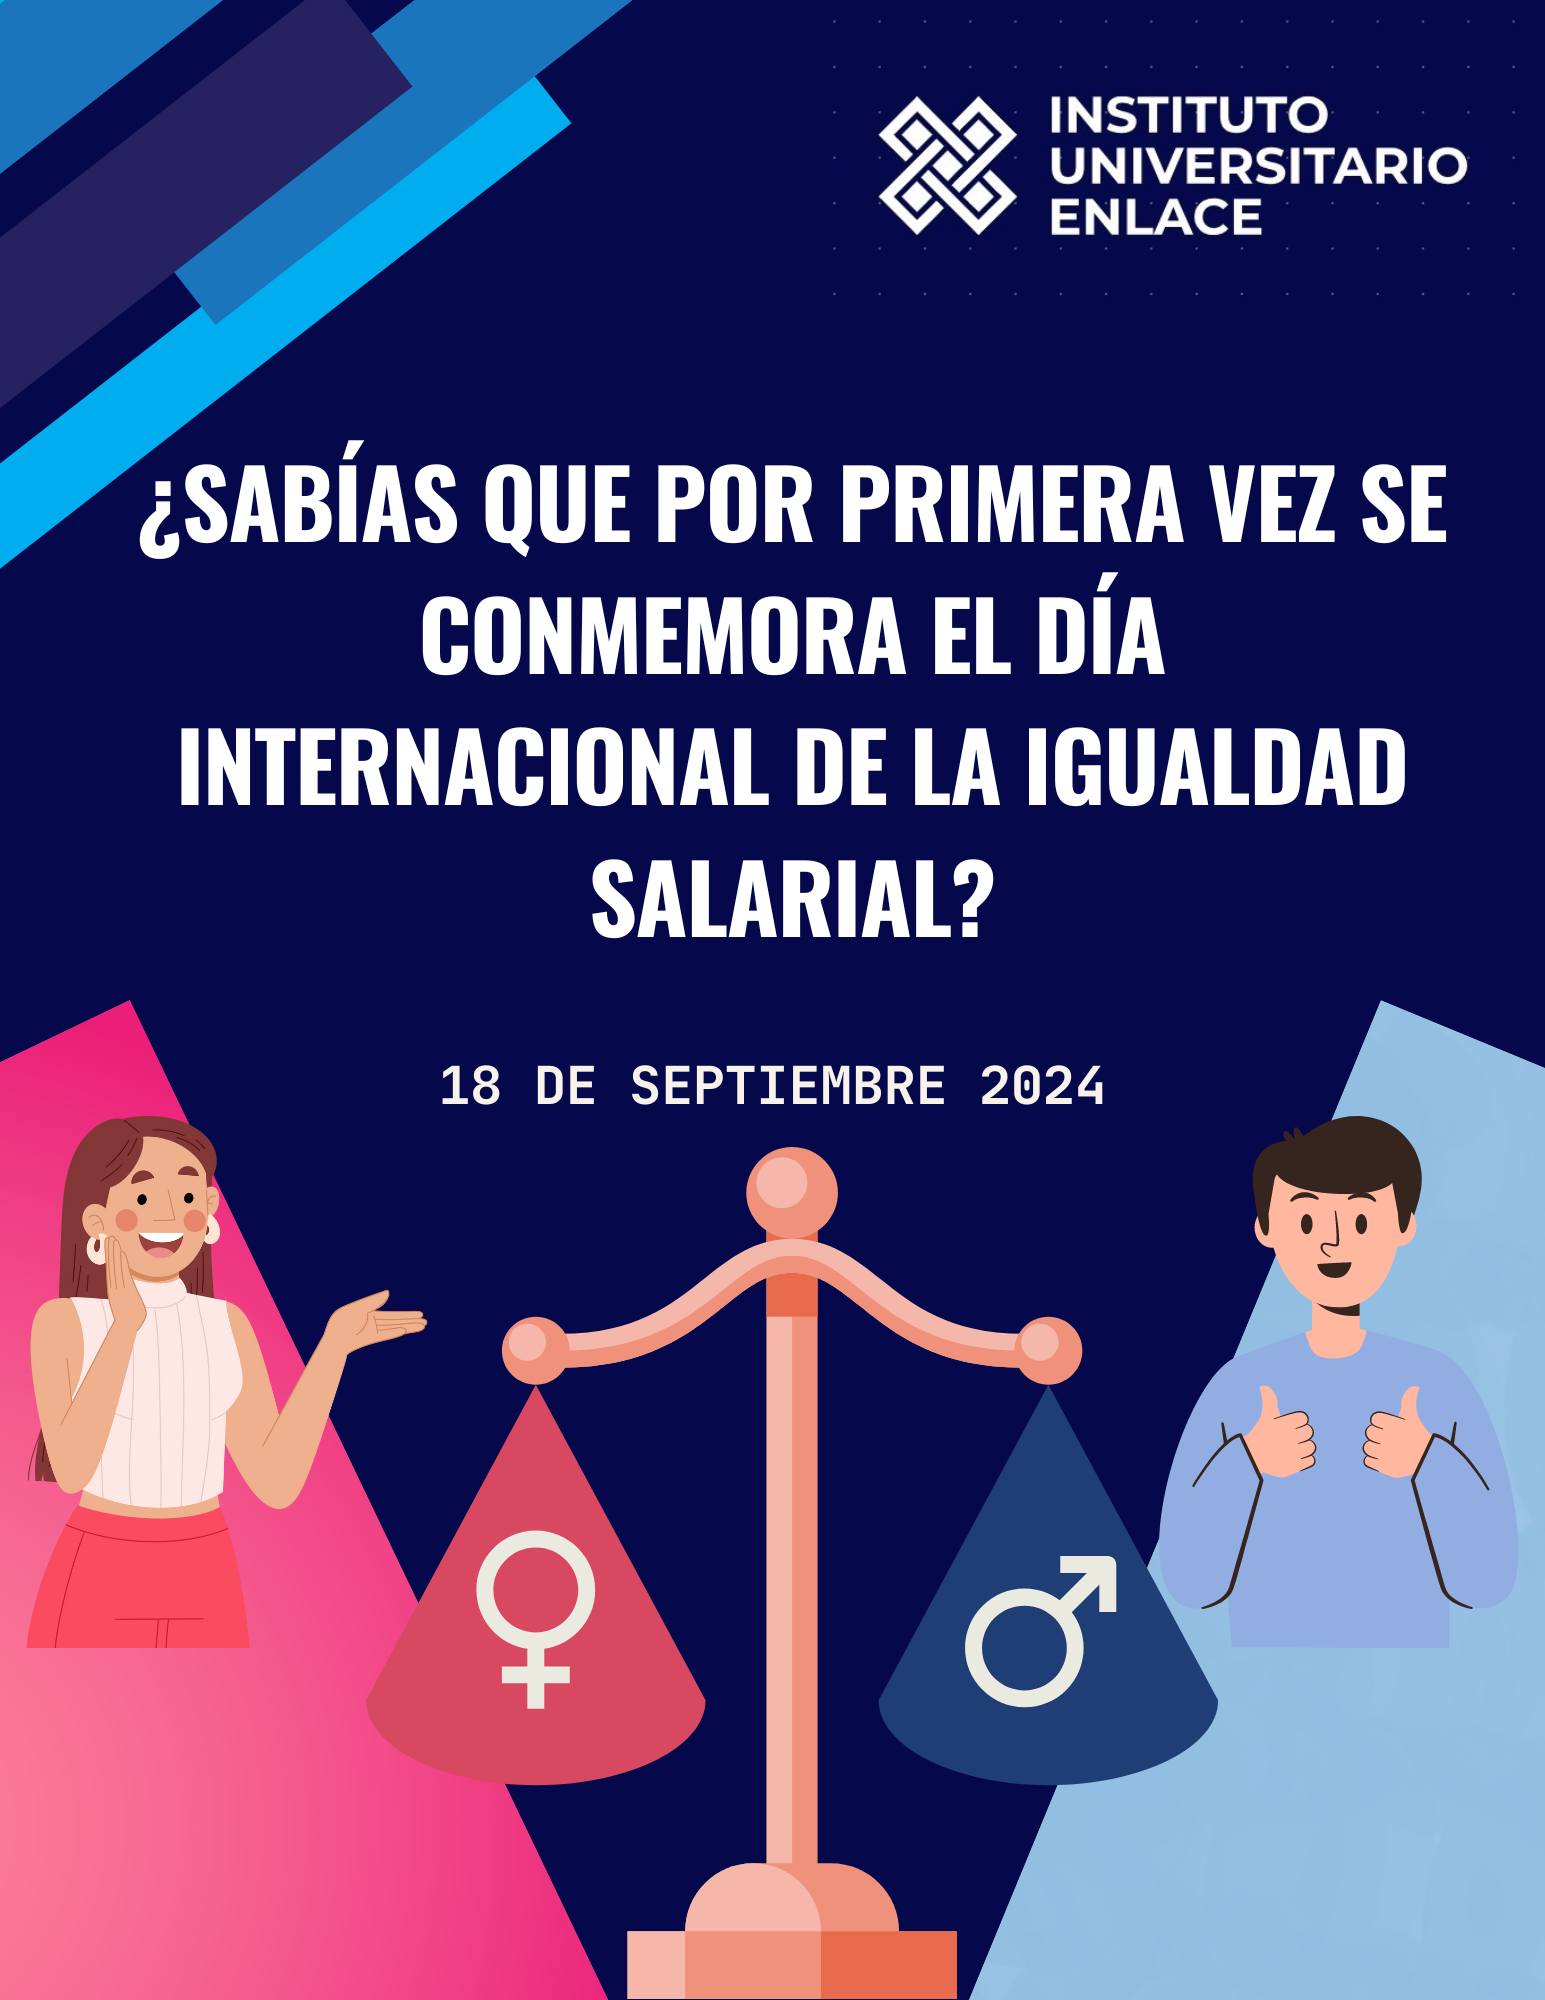 INSTITUTO
UNIVERSITARIO
ENLACE
¿SABÍAS QUE POR PRIMERA VEZ SE
CONMEMORA EL DÍA
INTERNACIONAL DE LA IGUALDAD
SALARIAL?
18 DE SEPTIEMBRE 2024